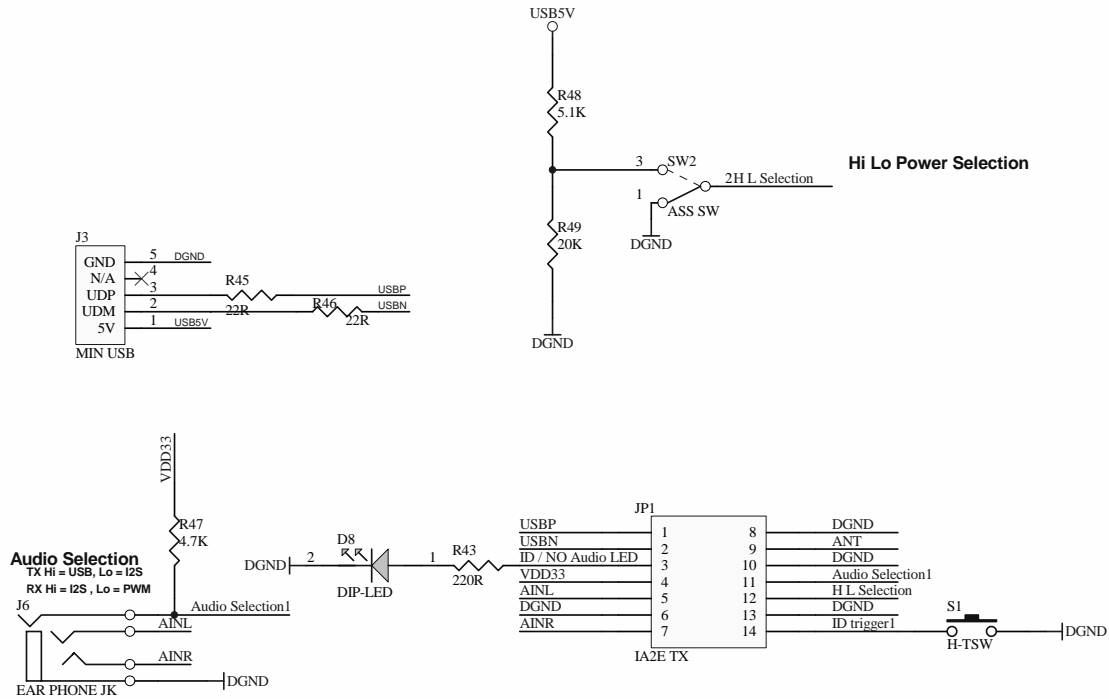 USB5V
R48
5.1K
3
SW2
2
H L Selection
Hi Lo Power Selection
1
ASS SW
DGND
R49
20K
DGND
J3
GND
5
DGND
N/A
4
UDP
3
R45
22R
USBP
UDM
2
R46
22R
USBN
5V
1
USB5V
MIN USB
VDD33
R47
4.7K
Audio Selection
TX Hi = USB, Lo = I2S
RX Hi = I2S , Lo = PWM
J6
Audio Selection1
AINL
AINR
DGND
EAR PHONE JK
DGND
2
D8
DIP-LED
1
R43
220R
JP1
USBP
1
8
DGND
USBN
2
9
ANT
ID / NO Audio LED
3
10
DGND
VDD33
4
11
Audio Selection1
AINL
5
12
H L Selection
DGND
6
13
DGND
AINR
7
14
ID trigger1
IA2E TX
S1
H-TSW
DGND